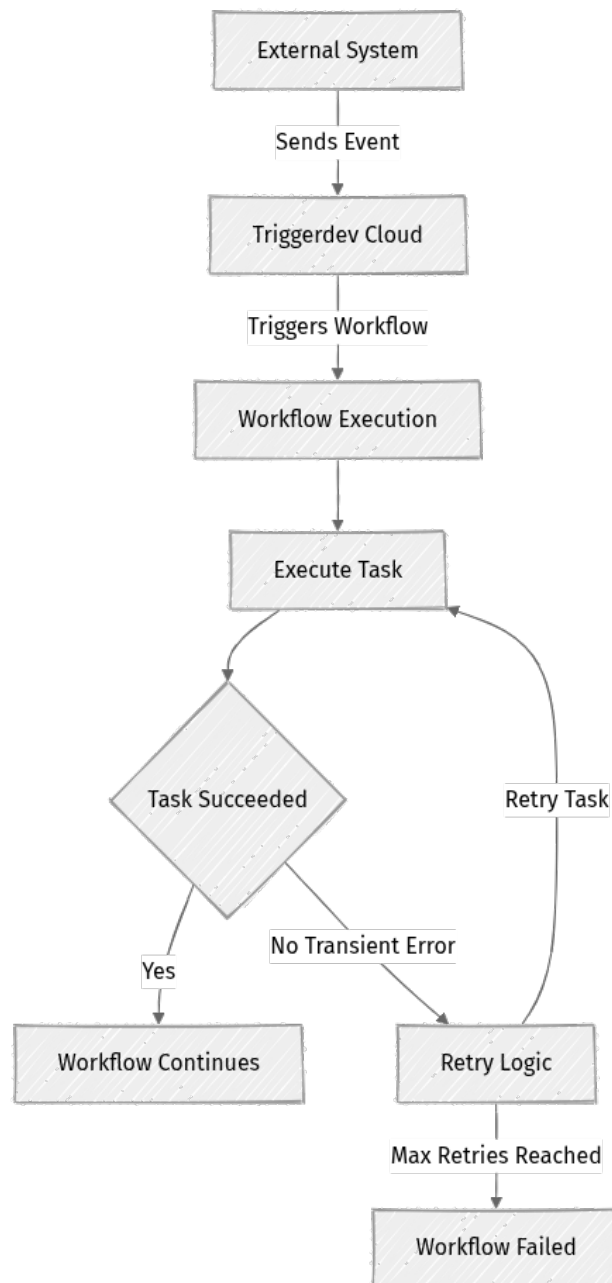 External System
Sends Event
Triggerdev Cloud
Triggers Workflow
Workflow Execution
Execute Task
Task Succeeded
Retry Task
No Transient Error
Yes
Workflow Continues
Retry Logic
Max Retries Reached
Workflow Failed